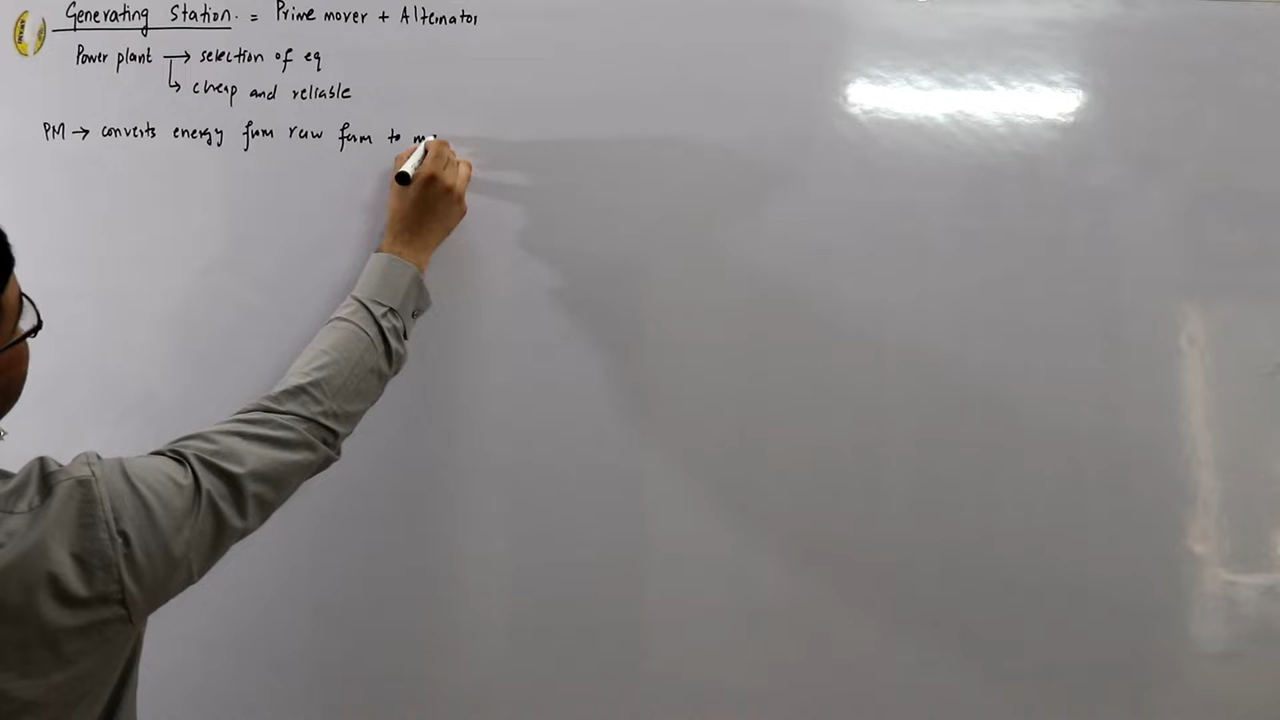 Generating Station. = Prime mover + Alternator
Power plant → selection of eq
↳ cheap and reliable
PM → converts energy from raw form to